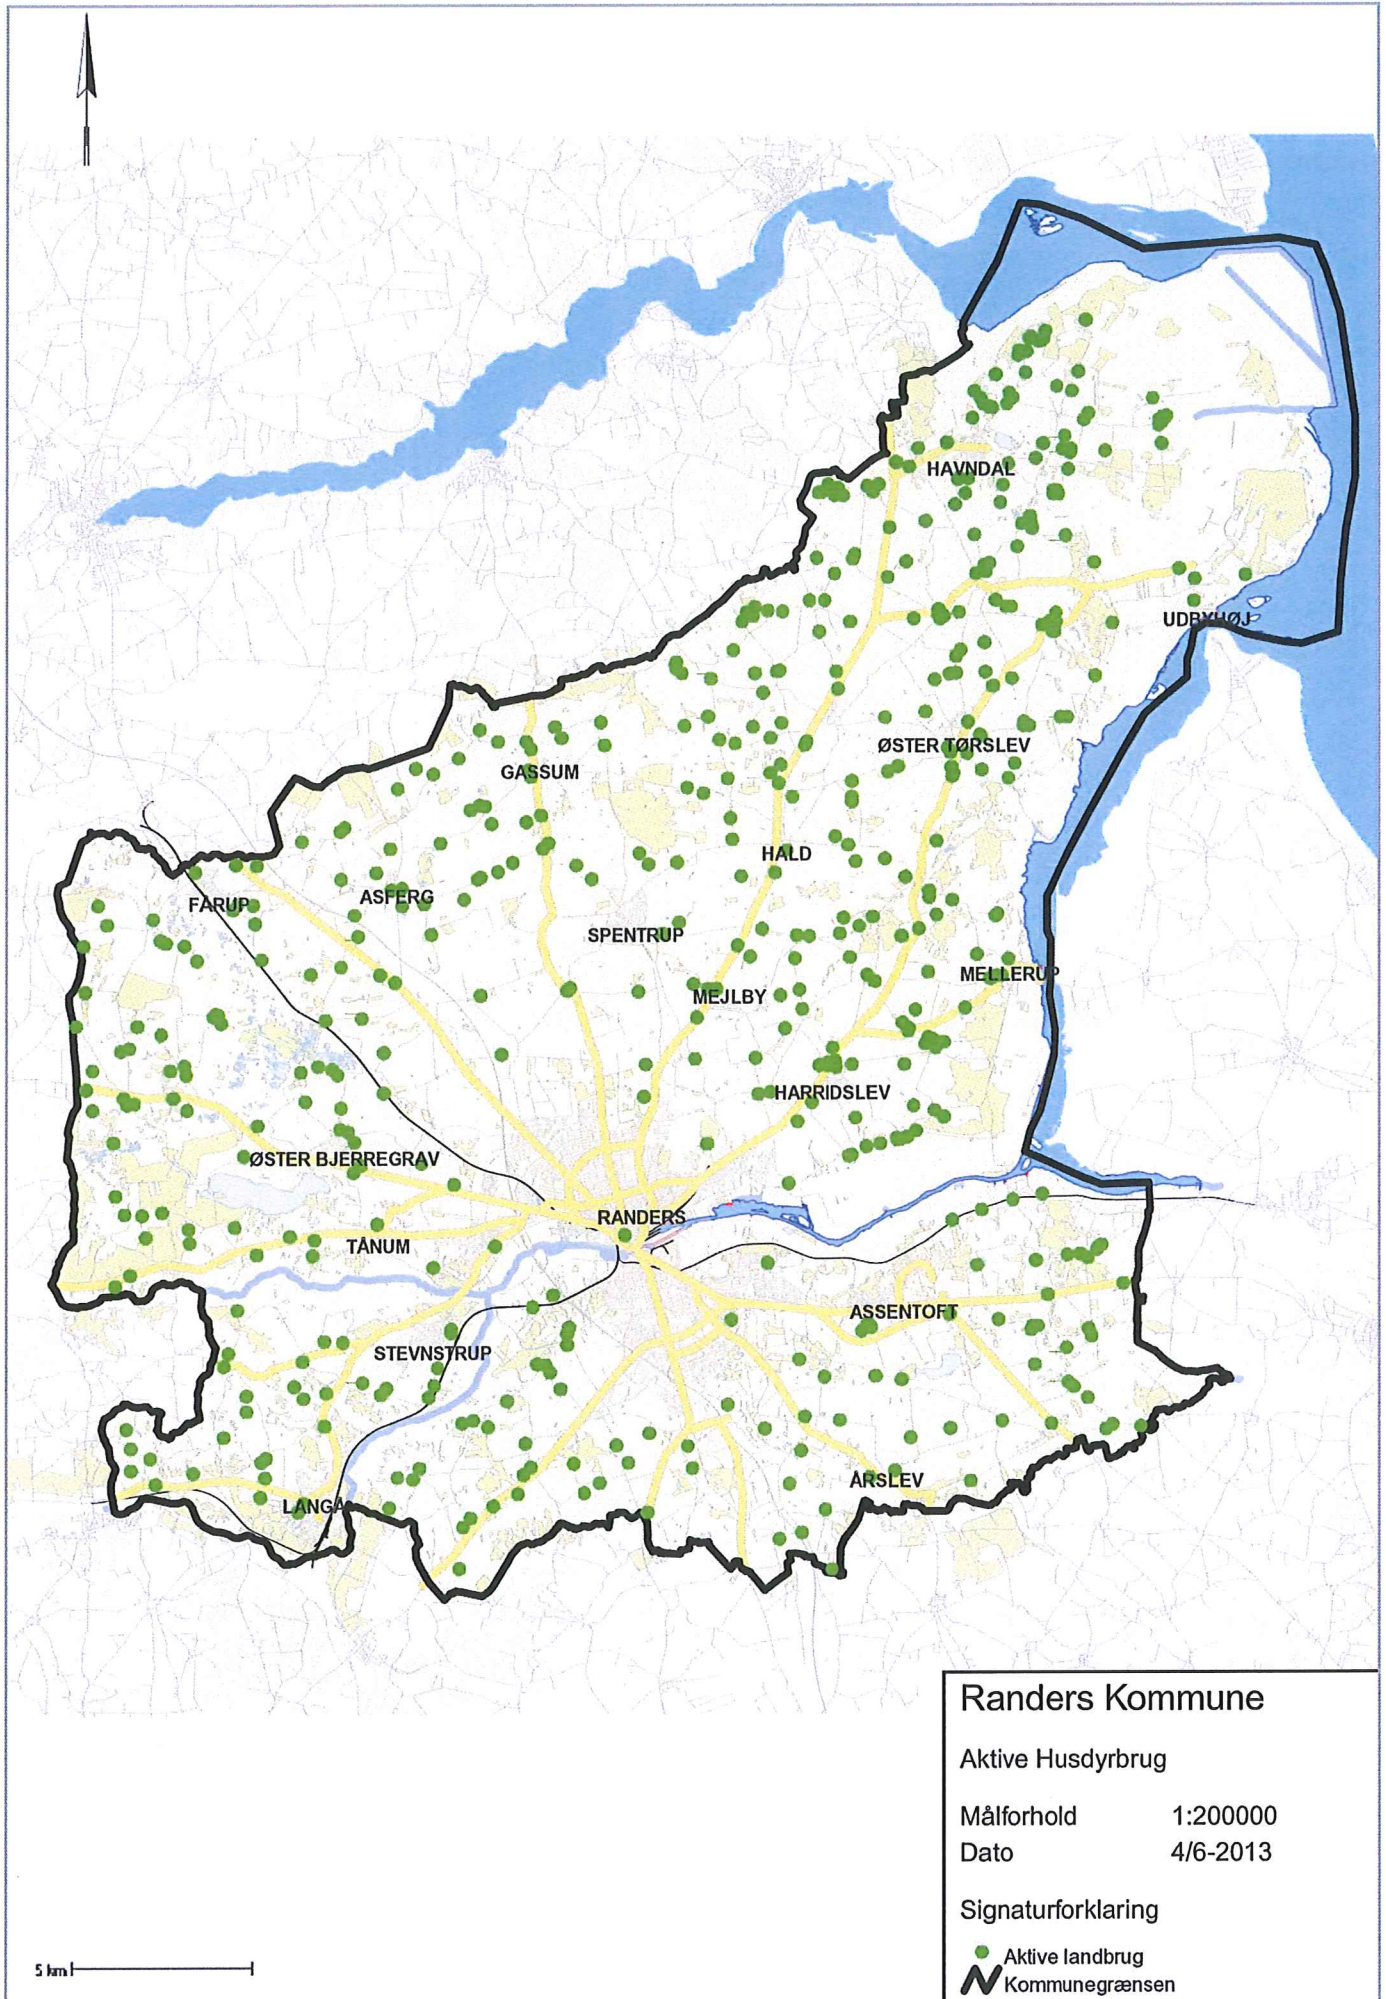 HAVNDAL
UDBYHØJ
ØSTER TØRSLEV
GASSUM
HALD
ASFERG
FÅRUP
SPENTRUP
MELLERUP
MEJLBY
HARRIDSLEV
ØSTER BJERREGRAV
RANDERS
TÅNUM
ASSENTOFT
STEVNSTRUP
ÅRSLEV
LANGÅ
Randers Kommune
Aktive Husdyrbrug
Målforhold 1:200000
Dato 4/6-2013
Signaturforklaring
Aktive landbrug
Kommunegrænsen
5 km